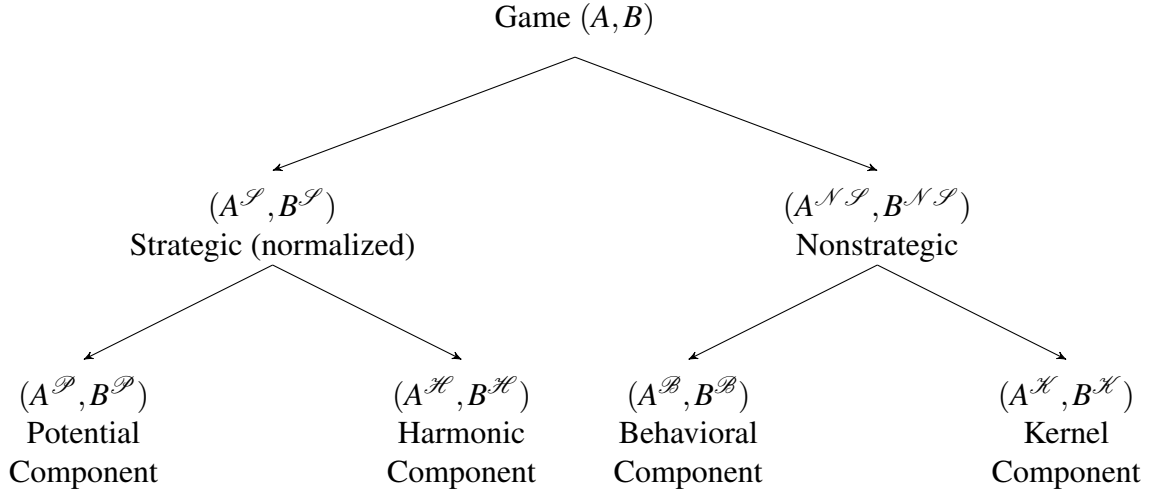 Game (A, B)
(A^𝒮, B^𝒮)
Strategic (normalized)
(A^𝒩𝒮, B^𝒩𝒮)
Nonstrategic
(A^𝒫, B^𝒫)
Potential
Component
(A^ℋ, B^ℋ)
Harmonic
Component
(A^ℬ, B^ℬ)
Behavioral
Component
(A^𝒦, B^𝒦)
Kernel
Component